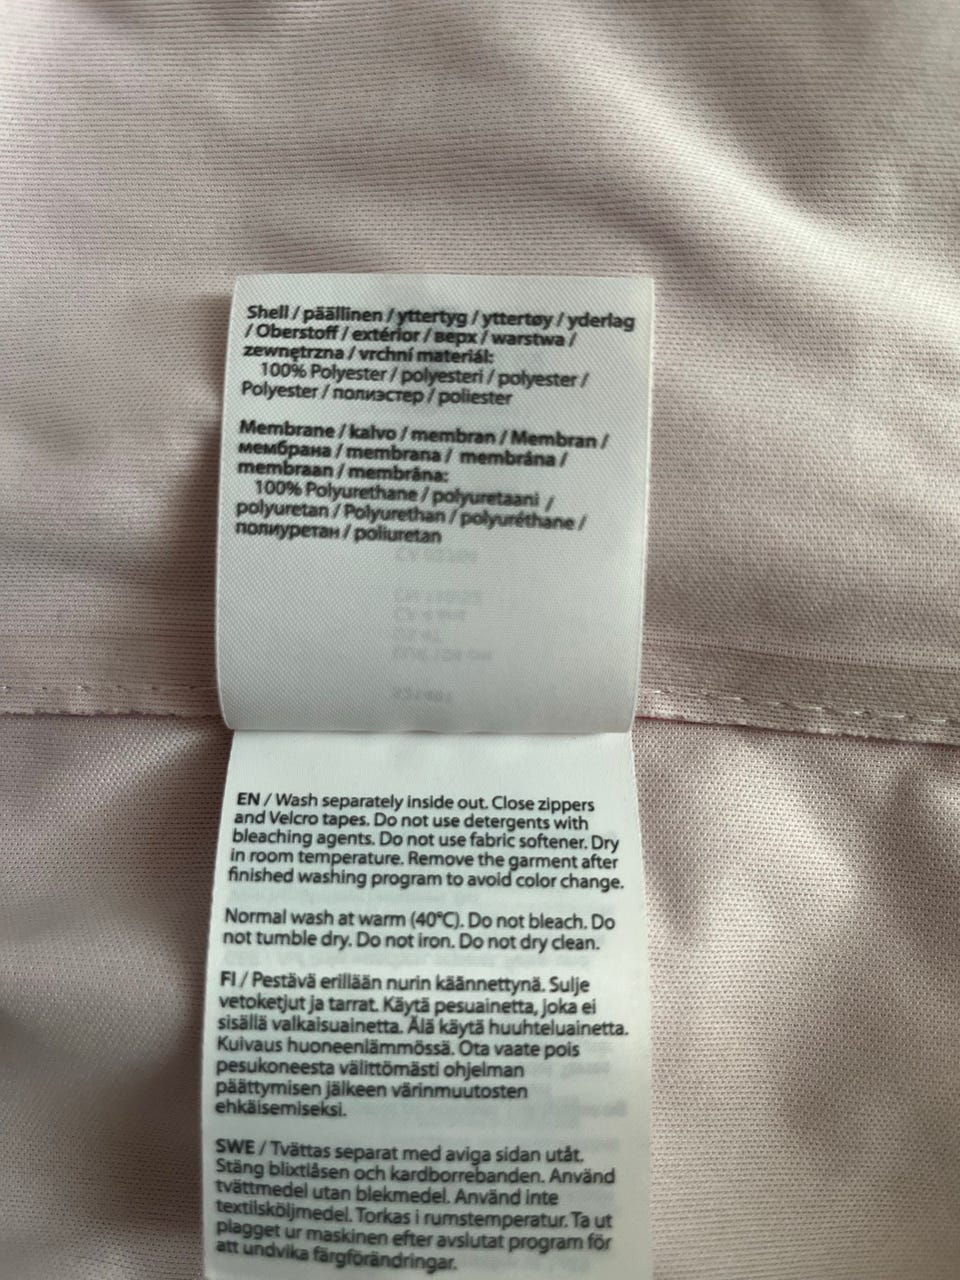 Shell / päällinen / yttertyg / yttertøy / yderlag
/ Oberstoff / extérior / верх / warstwa /
zewnętrzna / vrchní materiál:
100% Polyester / polyesteri / polyester /
Polyester / полиэстер / poliester
Membrane / kalvo / membran / Membran /
мембрана / membrana / membrána /
membraan / membrâna:
100% Polyurethane / polyuretaani /
polyuretan / Polyurethan / polyuréthane /
полиуретан / poliuretan
EN / Wash separately inside out. Close zippers
and Velcro tapes. Do not use detergents with
bleaching agents. Do not use fabric softener. Dry
in room temperature. Remove the garment after
finished washing program to avoid color change.
Normal wash at warm (40°C). Do not bleach. Do
not tumble dry. Do not iron. Do not dry clean.
FI / Pestävä erillään nurin käännettynä. Sulje
vetoketjut ja tarrat. Käytä pesuainetta, joka ei
sisällä valkaisuainetta. Älä käytä huuhteluainetta.
Kuivaus huoneenlämmössä. Ota vaate pois
pesukoneesta välittömästi ohjelman
päättymisen jälkeen värinmuutosten
ehkäisemiseksi.
SWE / Tvättas separat med aviga sidan utåt.
Stäng blixtlåsen och kardborrebanden. Använd
tvättmedel utan blekmedel. Använd inte
textilsköljmedel. Torkas i rumstemperatur. Ta ut
plagget ur maskinen efter avslutat program för
att undvika färgförändringar.